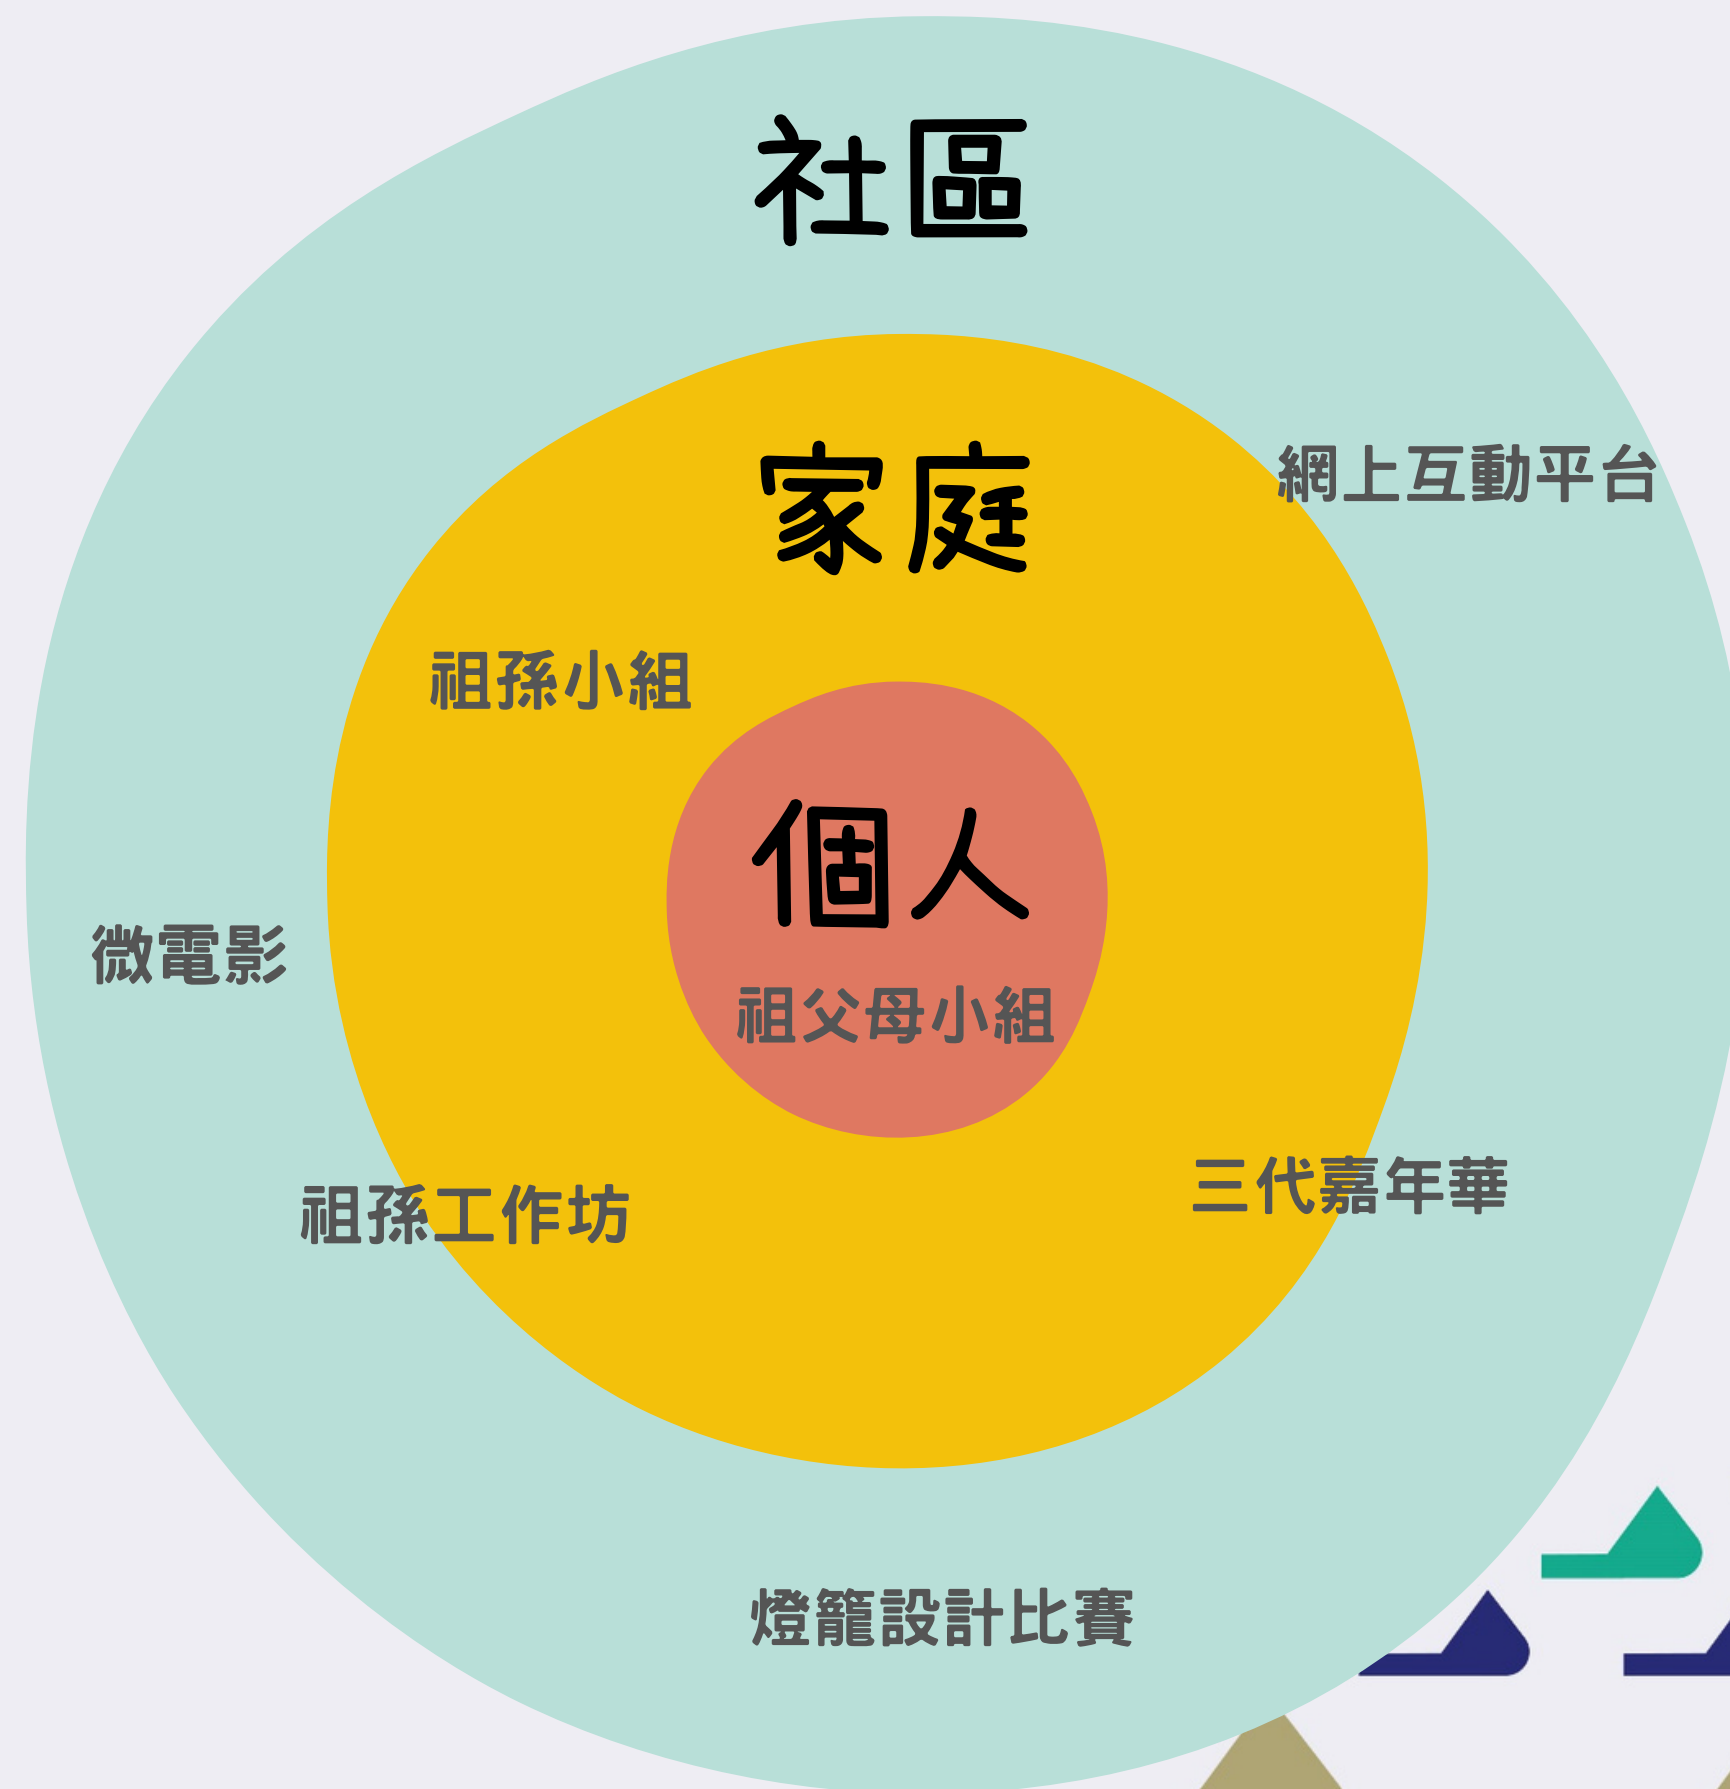 社區
網上互動平台
家庭
祖孫小組
個人
微電影
祖父母小組
祖孫工作坊
三代嘉年華
燈籠設計比賽